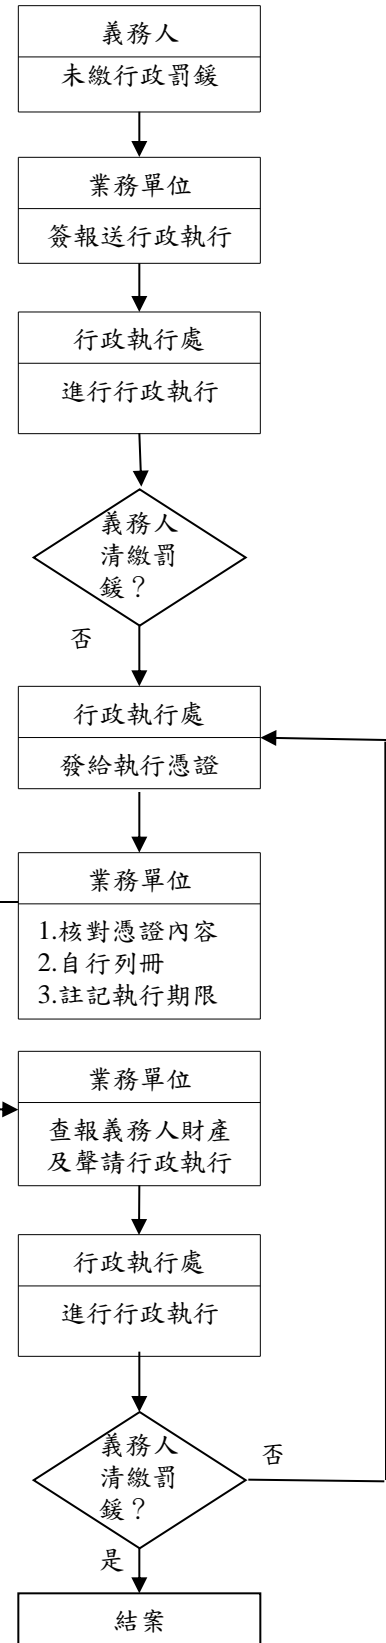 義務人
未繳行政罰鍰
業務單位
簽報送行政執行
行政執行處
進行行政執行
義務人
清繳罰
鍰？
否
行政執行處
發給執行憑證
業務單位
1.核對憑證內容
2.自行列冊
3.註記執行期限
業務單位
查報義務人財產
及聲請行政執行
行政執行處
進行行政執行
義務人
清繳罰
鍰？
否
是
結案